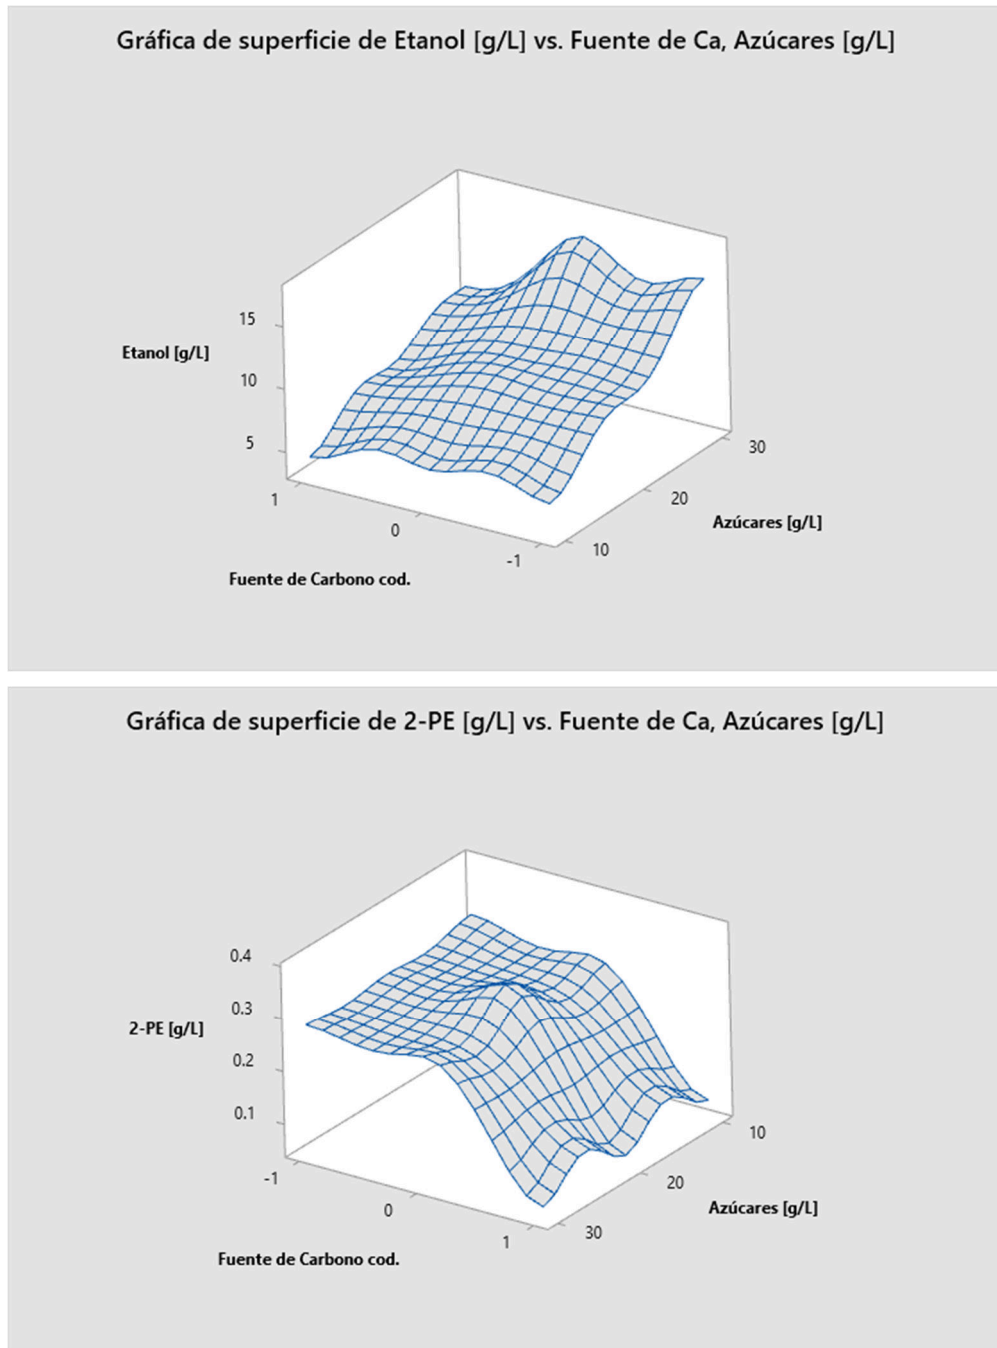 Gráfica de superficie de Etanol [g/L] vs. Fuente de Ca, Azúcares [g/L]
15
Etanol [g/L]
10
5
30
1
20
Azúcares [g/L]
0
10
-1
Fuente de Carbono cod.
Gráfica de superficie de 2-PE [g/L] vs. Fuente de Ca, Azúcares [g/L]
0.4
0.3
2-PE [g/L]
0.2
0.1
10
-1
20
0
Azúcares [g/L]
30
1
Fuente de Carbono cod.